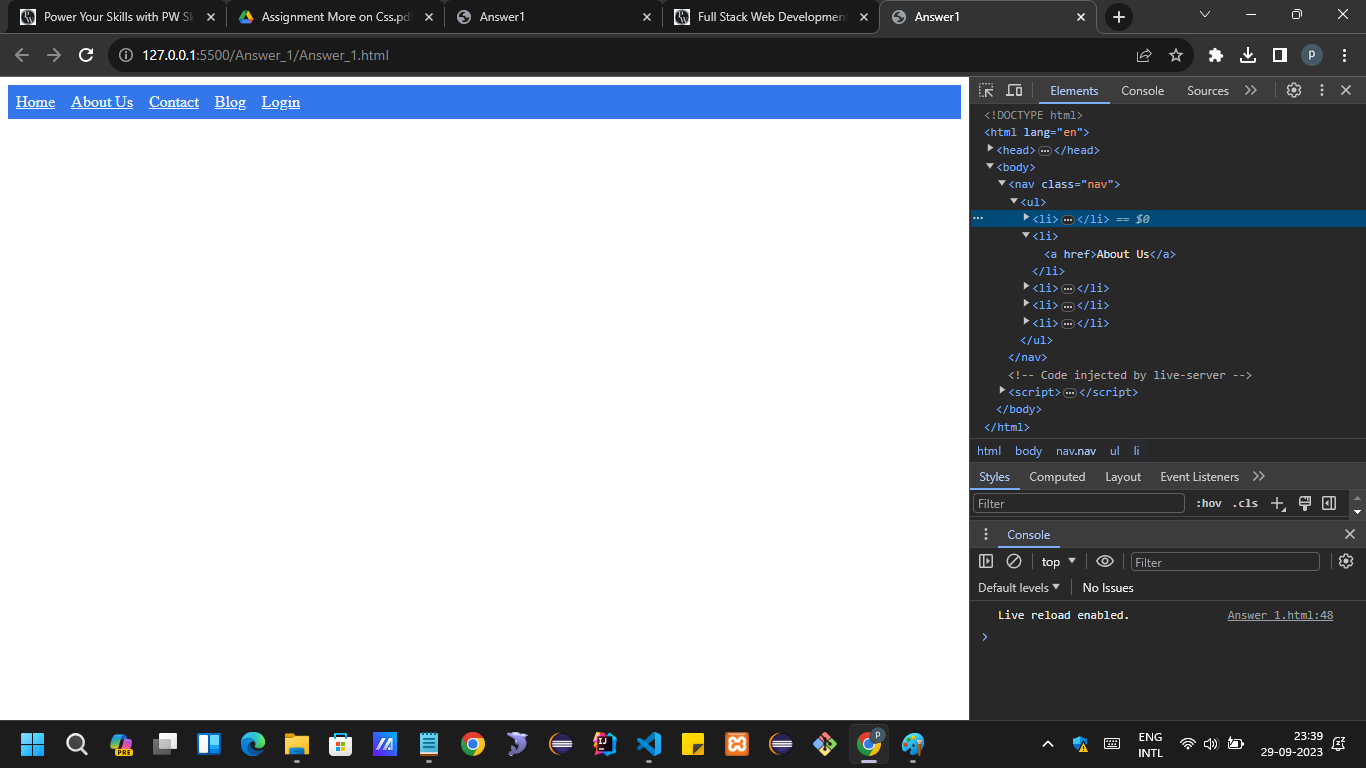 Power Your Skills with PW Sk
Assignment More on Css.pd
Answer1
Full Stack Web Development
Answer1
127.0.0.1:5500/Answer_1/Answer_1.html
p
Home About Us Contact Blog Login
Elements Console Sources
<!DOCTYPE html>
<html lang="en">
<head>…</head>
<body>
<nav class="nav">
<ul>
<li>…</li> == $0
<li>
<a href>About Us</a>
</li>
<li>…</li>
<li>…</li>
<li>…</li>
</ul>
</nav>
<!-- Code injected by live-server -->
<script>…</script>
</body>
</html>
html body nav.nav ul li
Styles Computed Layout Event Listeners
Filter :hov .cls
Console
top Filter
Default levels No Issues
Live reload enabled. Answer 1.html:48
PRE
ENG
INTL
23:39
29-09-2023